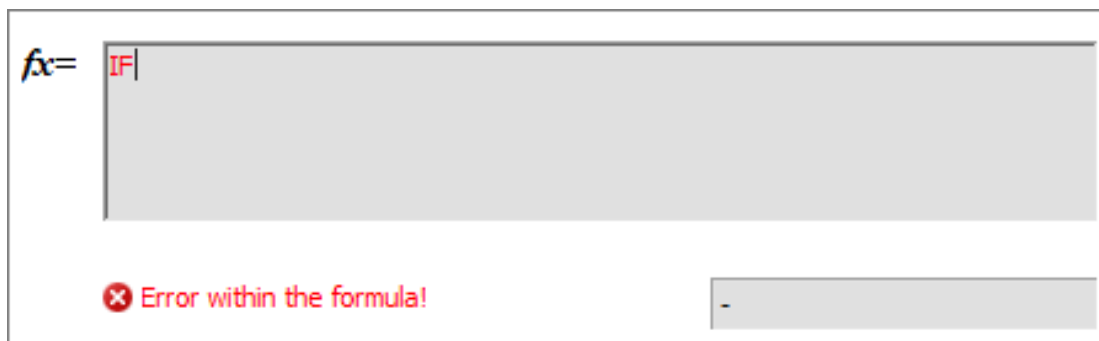 fx= IF
Error within the formula!
-